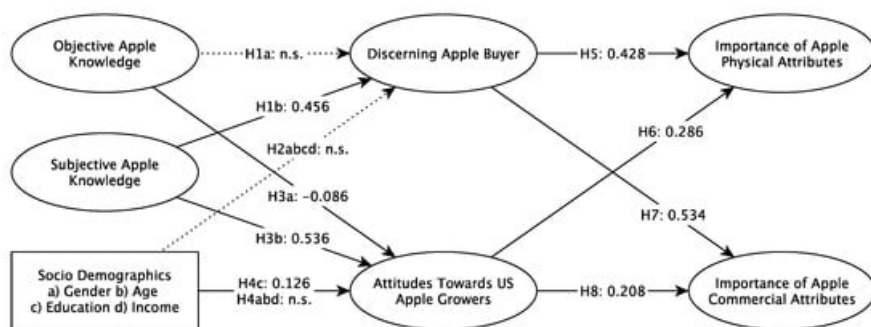 Objective Apple
Knowledge
H1a: n.s.
Discerning Apple Buyer
H5: 0.428
Importance of Apple
Physical Attributes
H1b: 0.456
H6: 0.286
H2abcd: n.s.
Subjective Apple
Knowledge
H3a: -0.086
H7: 0.534
H3b: 0.536
Socio Demographics
a) Gender b) Age
c) Education d) Income
H4c: 0.126
H4abd: n.s.
Attitudes Towards US
Apple Growers
H8: 0.208
Importance of Apple
Commercial Attributes